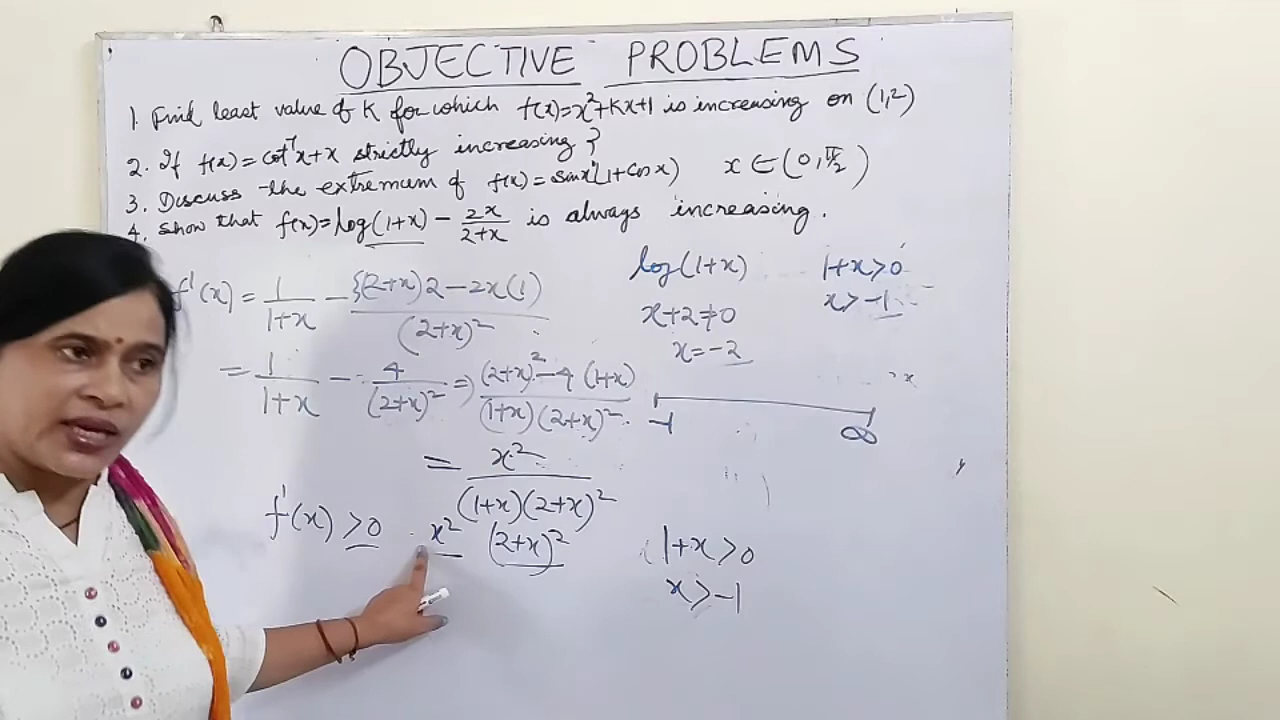 OBJECTIVE PROBLEMS
1. Find least value of K for which f(x)=x²+Kx+1 is increasing on (1,2)
2. If f(x)=cot⁻¹x+x strictly increasing?
3. Discuss the extremum of f(x)=sinx(1+cosx) x∈(0,π/2)
4. Show that f(x)=log(1+x) - 2x/2+x is always increasing.
f'(x) = 1/1+x - {(2+x)2-2x(1)/(2+x)²
= 1/1+x - 4/(2+x)² => (2+x)²-4(1+x)/(1+x)(2+x)²
= x²/(1+x)(2+x)²
f'(x) >0 x² (2+x)²
log(1+x) 1+x>0
x+2≠0 x>-1
x=-2
-1 ∞
1+x>0
x>-1